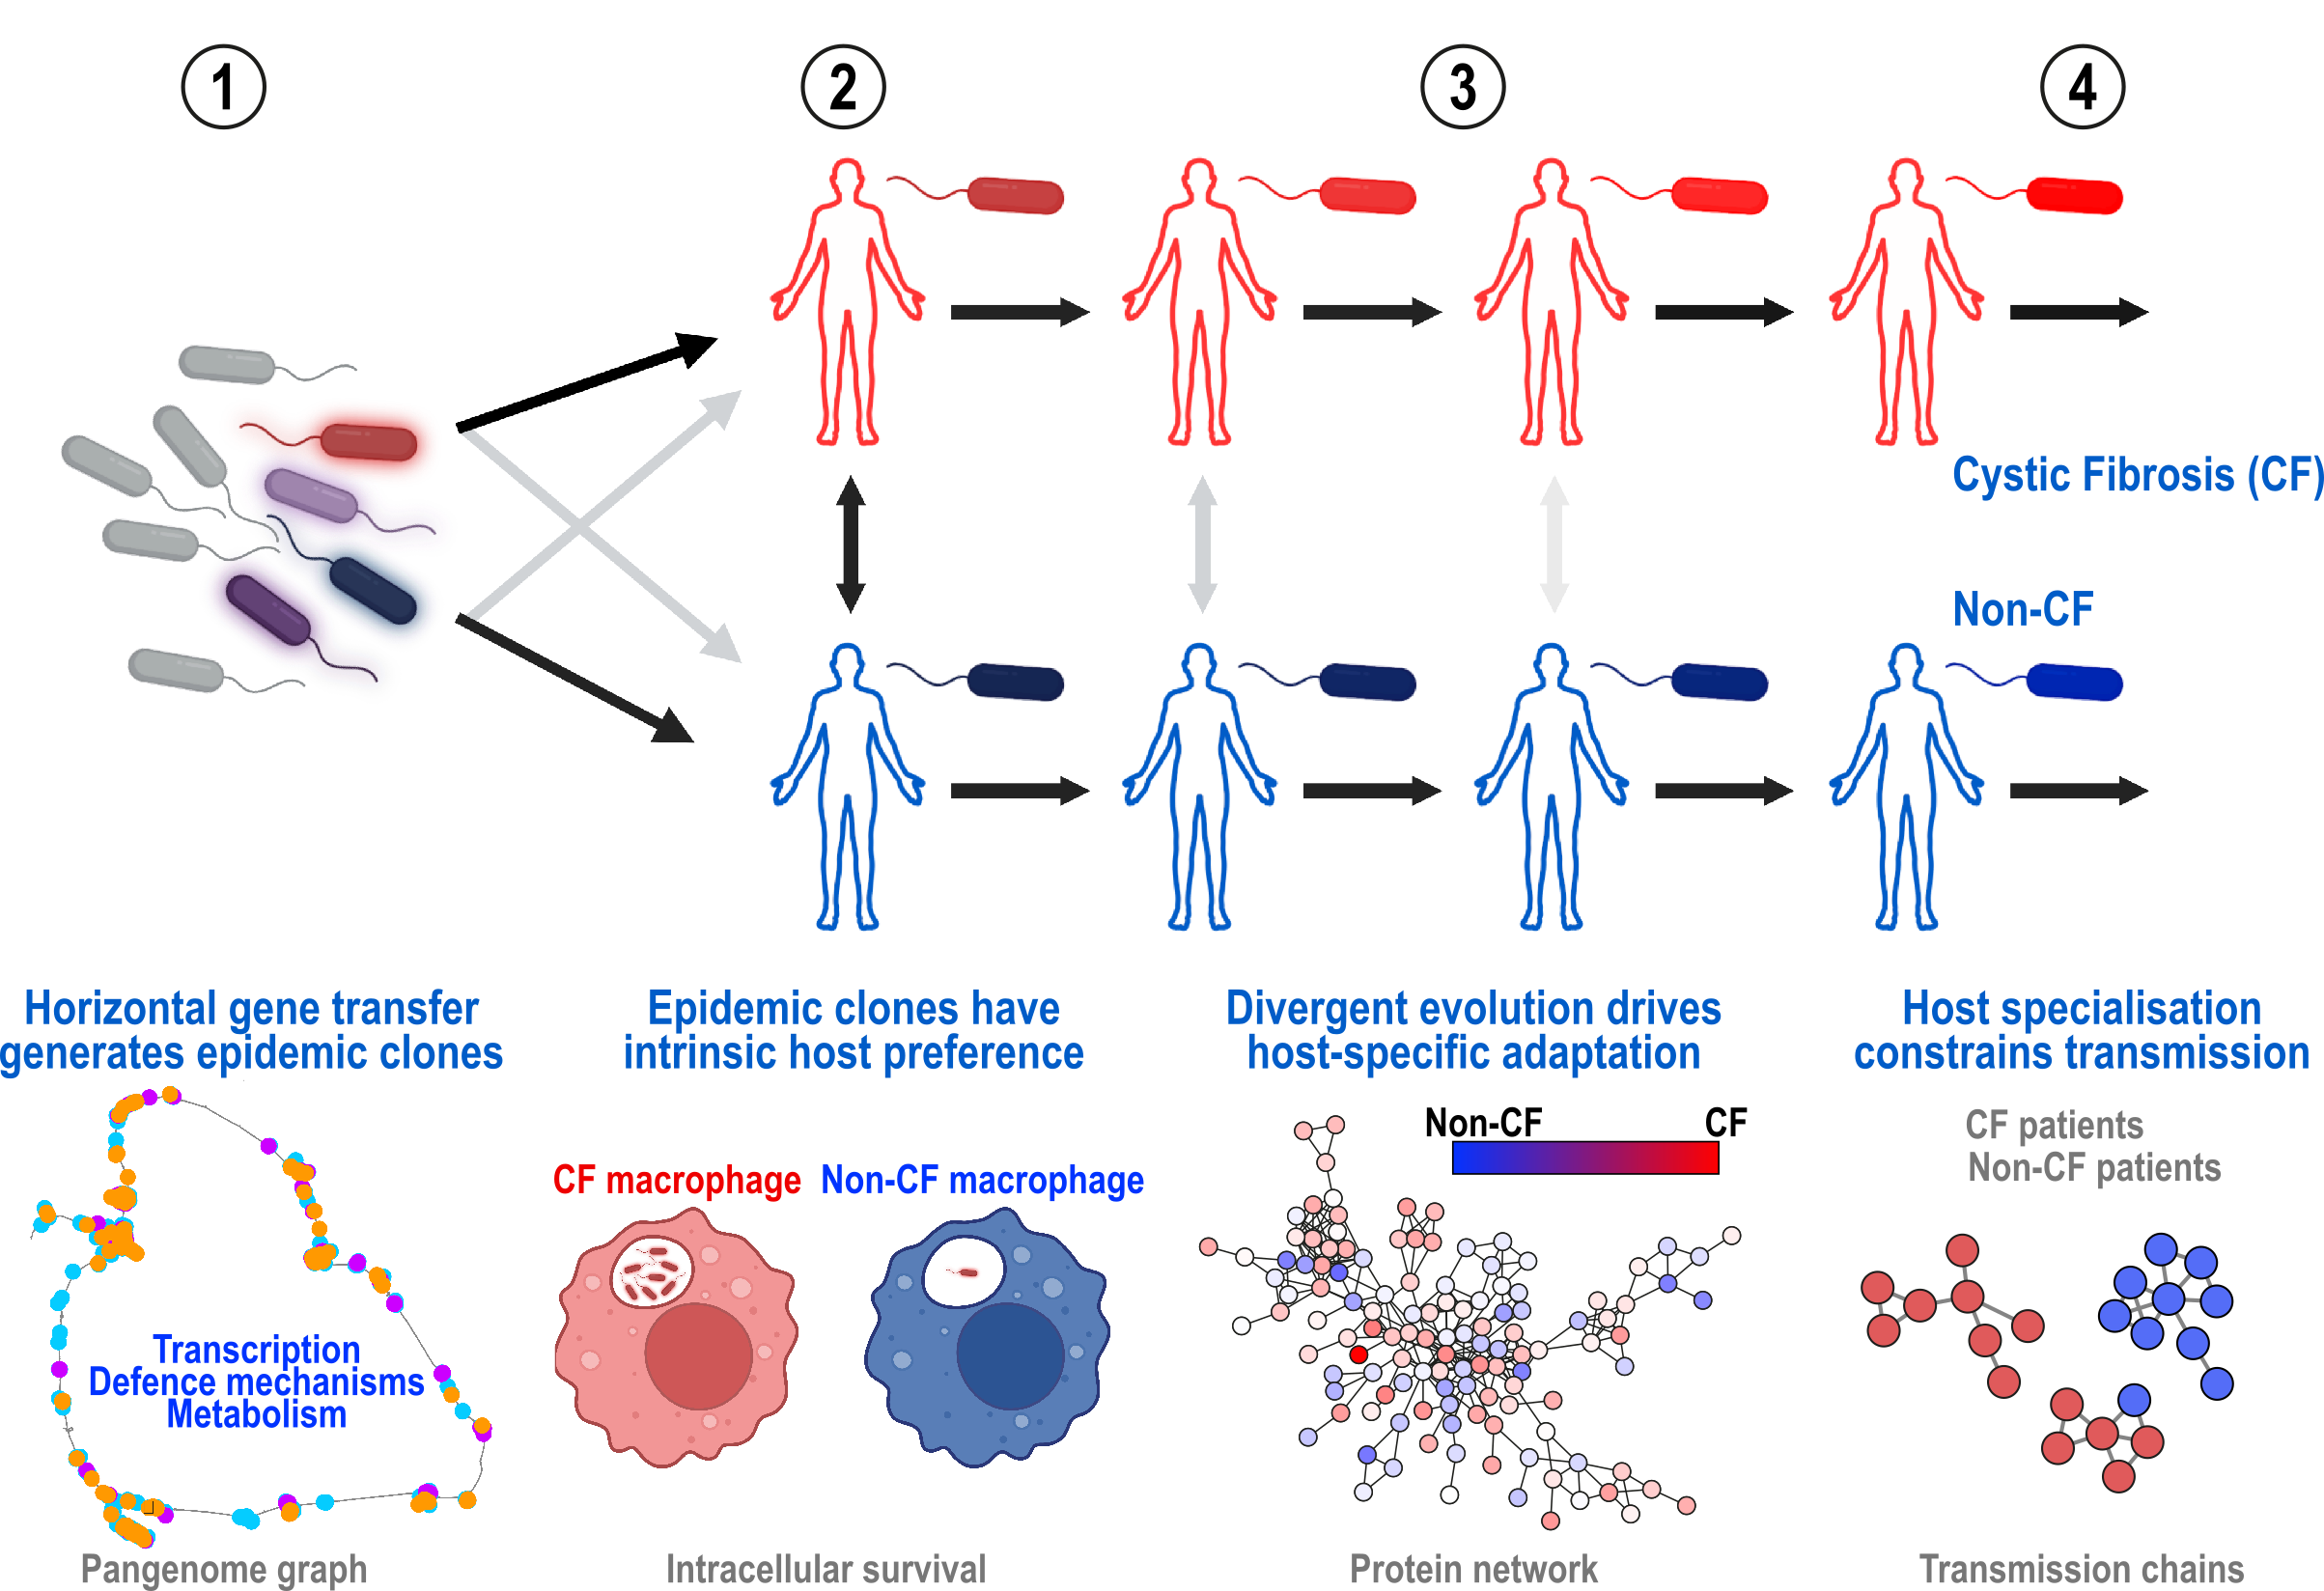 1
2
3
4
Cystic Fibrosis (CF)
Non-CF
Horizontal gene transfer
generates epidemic clones
Epidemic clones have
intrinsic host preference
Divergent evolution drives
host-specific adaptation
Host specialisation
constrains transmission
Transcription
Defence mechanisms
Metabolism
Pangenome graph
CF macrophage
Non-CF macrophage
Intracellular survival
Non-CF
CF
Protein network
CF patients
Non-CF patients
Transmission chains